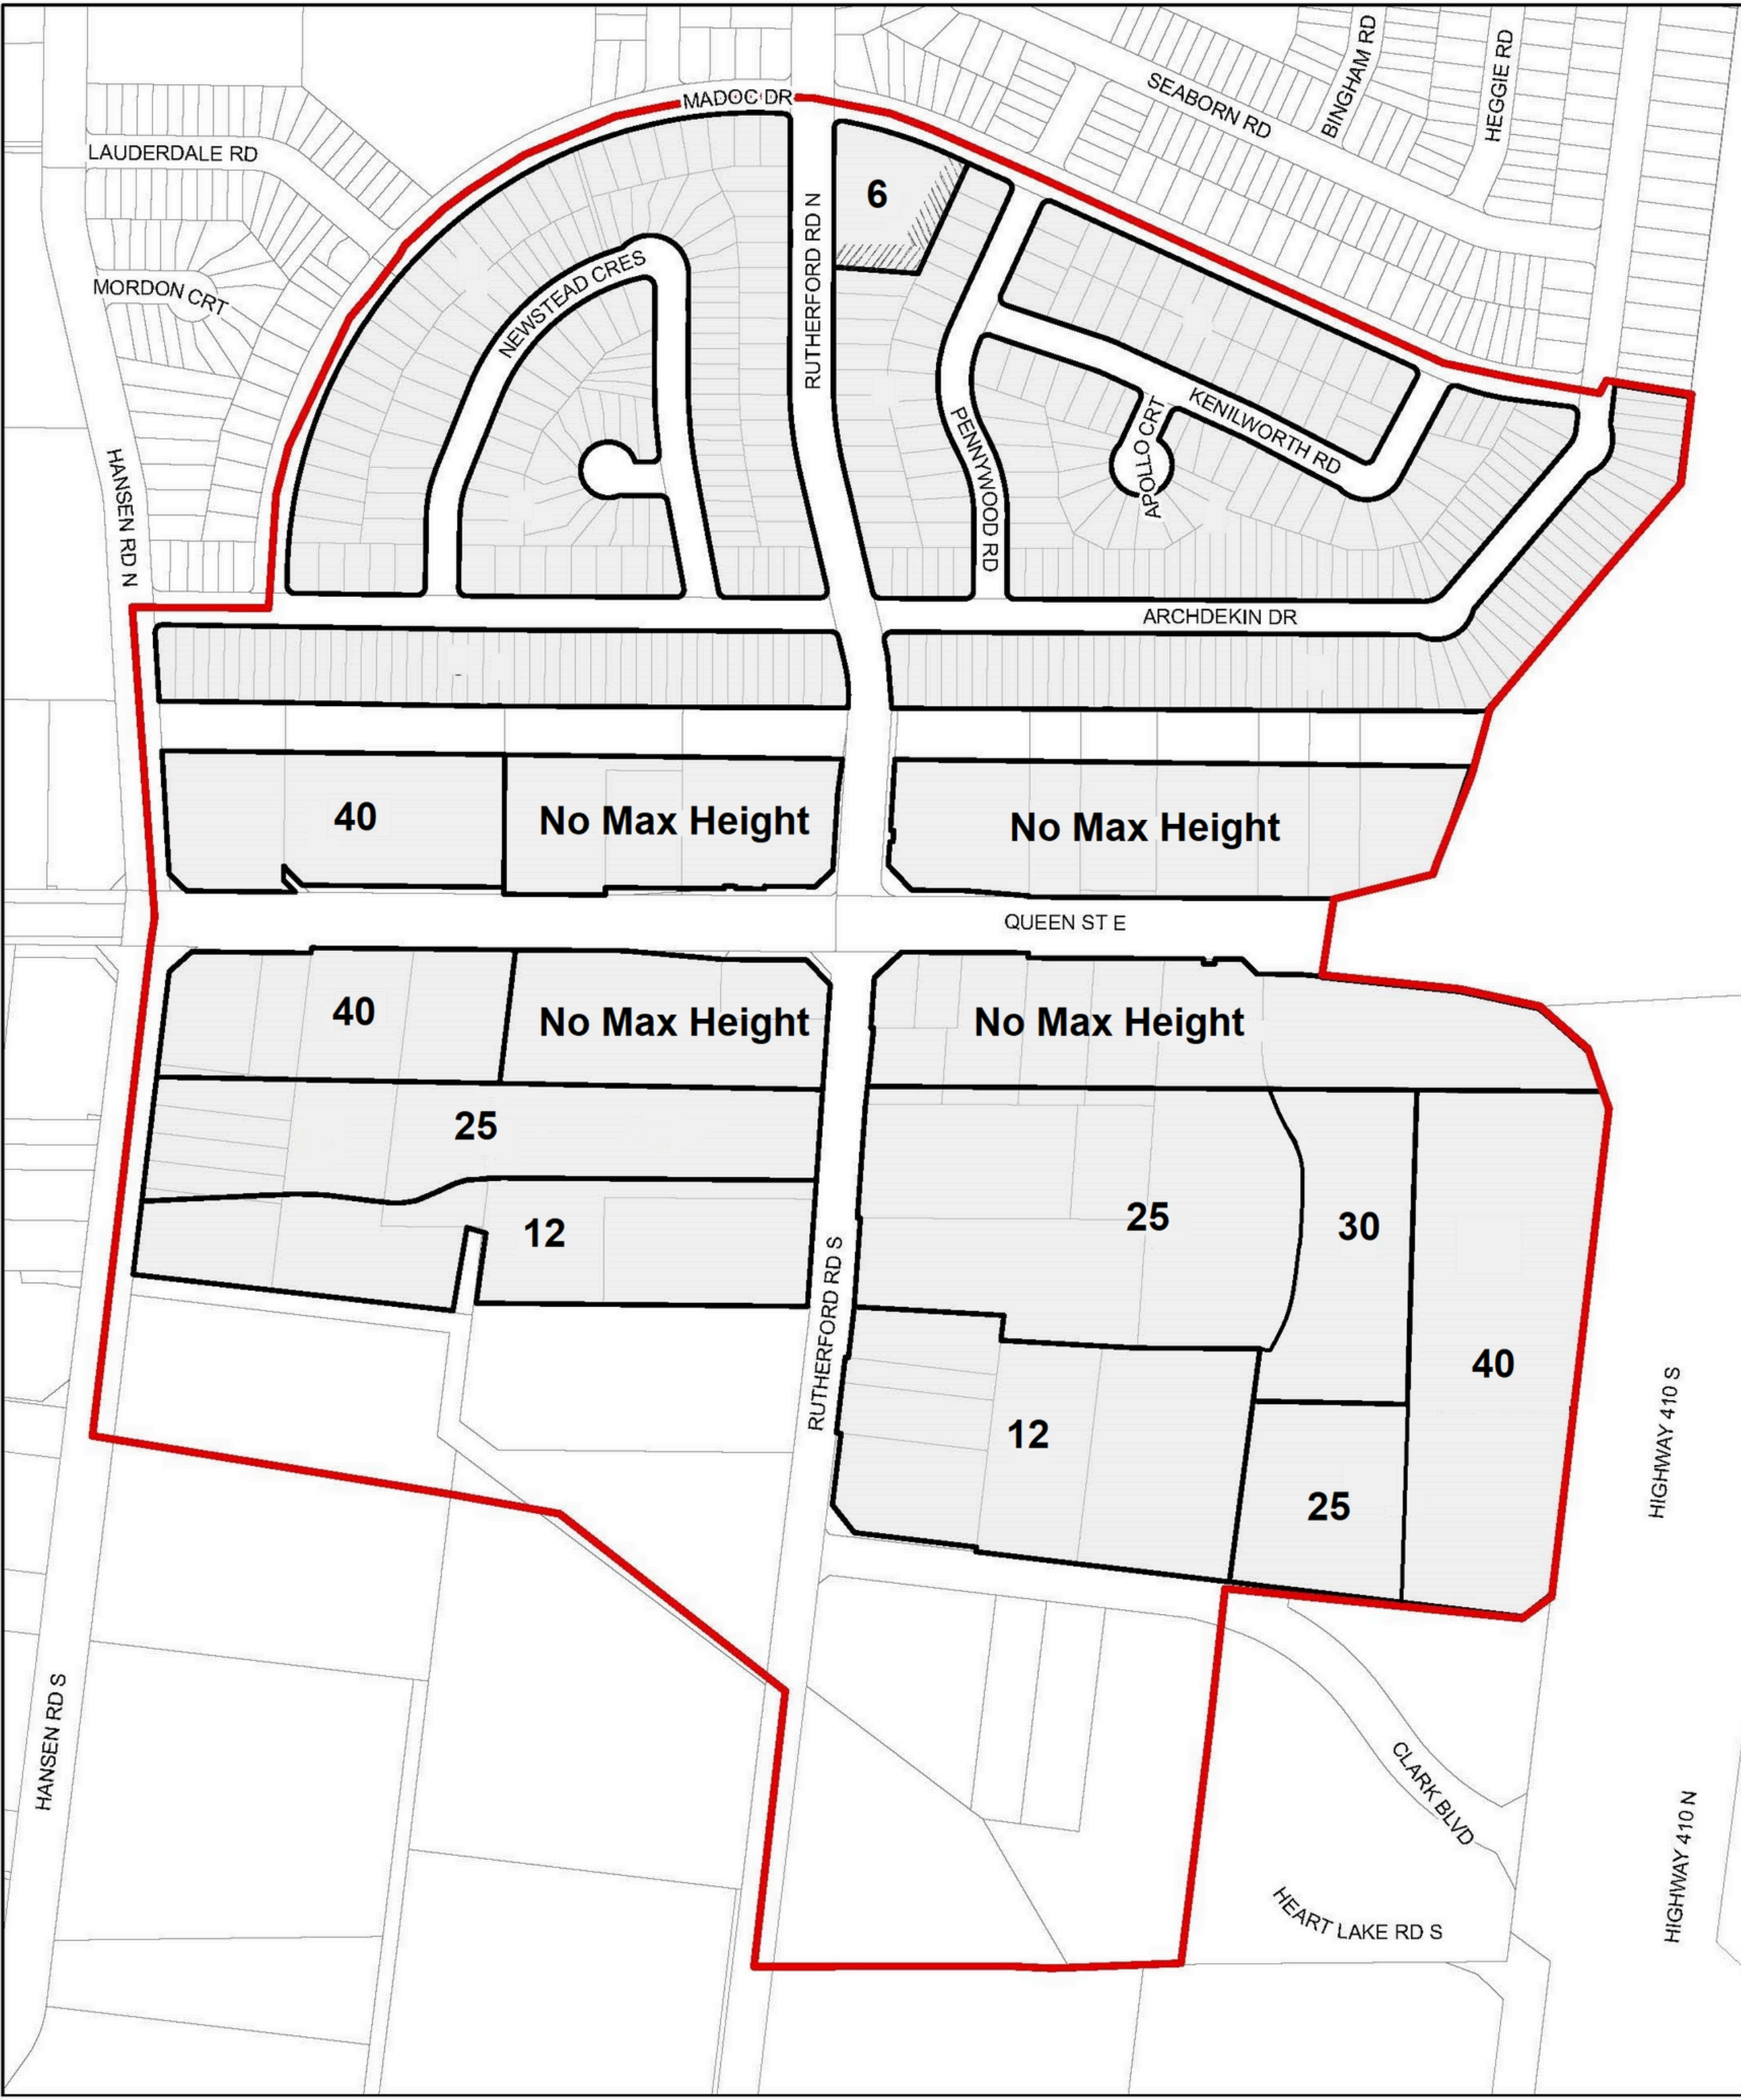 BINGHAM RD
HEGGIE RD
SEABORN RD
MADOC DR
LAUDERDALE RD
6
RUTHERFORD RD N
NEWSTEAD CRES
MORDON CRT
KENILWORTH RD
APOLLO CRT
PENNYWOOD RD
HANSEN RD N
ARCHDEKIN DR
40
No Max Height
No Max Height
QUEEN ST E
40
No Max Height
No Max Height
25
25
30
12
RUTHERFORD RD S
40
12
HIGHWAY 410 S
25
HANSEN RD S
CLARK BLVD
HIGHWAY 410 N
HEART LAKE RD S